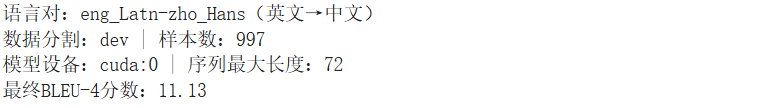 语言对：eng_Latn-zho_Hans（英文→中文）
数据分割：dev | 样本数：997
模型设备：cuda:0 | 序列最大长度：72
最终BLEU-4分数：11.13